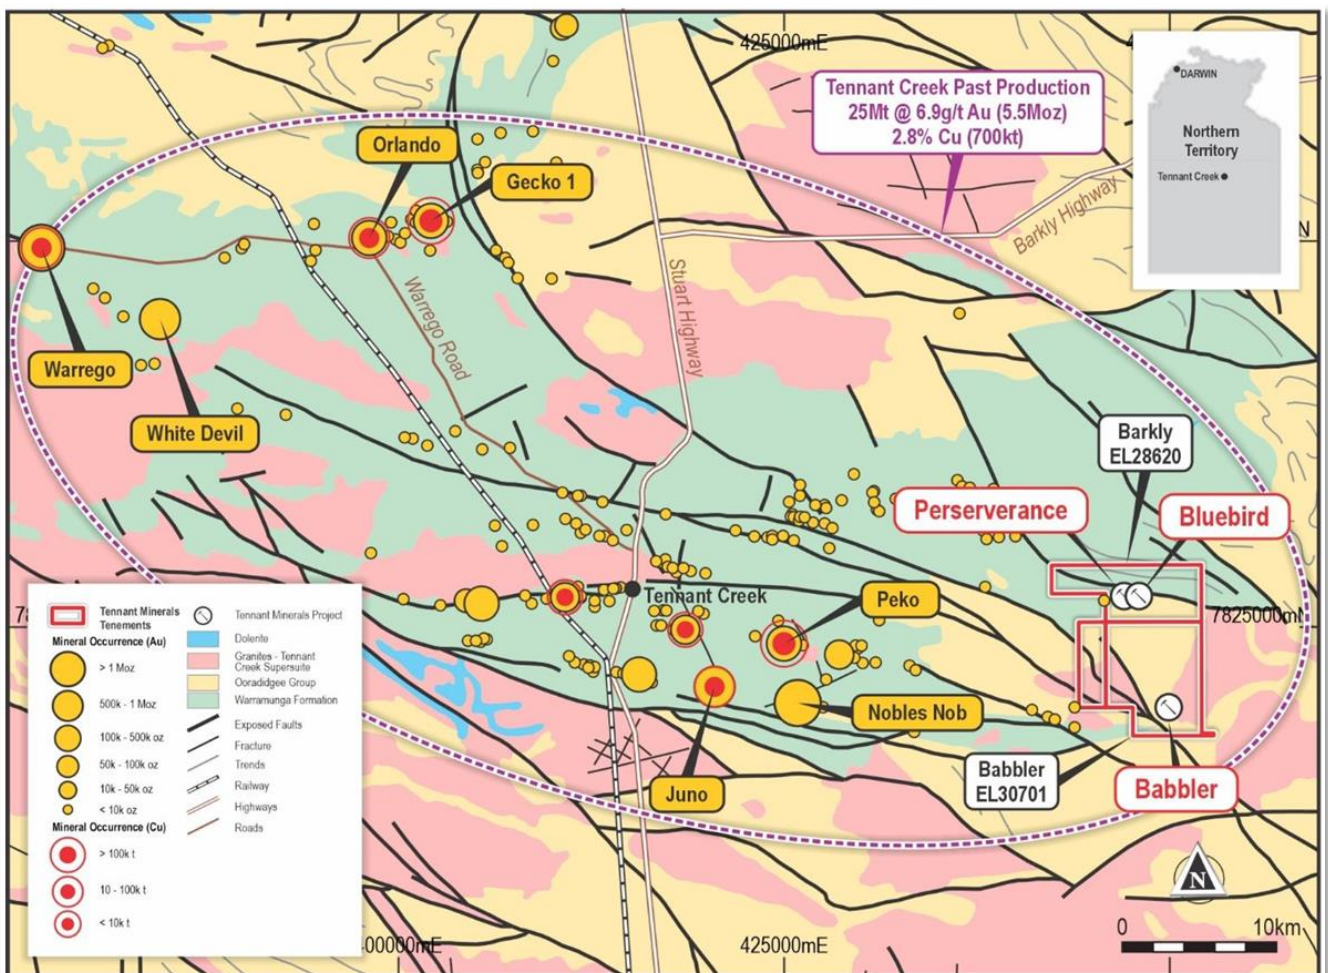 425000mE
4
DARWIN
Northern
Territory
Tennant Creek
N
Tennant Creek Past Production
25Mt @ 6.9g/t Au (5.5Moz)
2.8% Cu (700kt)
Orlando
Gecko 1
Barkly Highway
Stuart Highway
Warrego Road
Warrego
White Devil
Barkly
EL28620
Perserverance
Bluebird
Tennant Creek
Peko
78
7825000mN
Nobles Nob
Juno
Babbler
EL30701
Babbler
Tennant Minerals
Tenements
Mineral Occurrence (Au)
> 1 Moz
500k - 1 Moz
100k - 500k oz
50k - 100k oz
10k - 50k oz
< 10k oz
Mineral Occurrence (Cu)
> 100k t
10 - 100k t
< 10k t
Tennant Minerals Project
Dolerite
Granites - Tennant
Creek Supersuite
Ooradidgee Group
Warramunga Formation
Exposed Faults
Fracture
Trends
Railway
Highways
Roads
00000mE
425000mE
N
0 10km